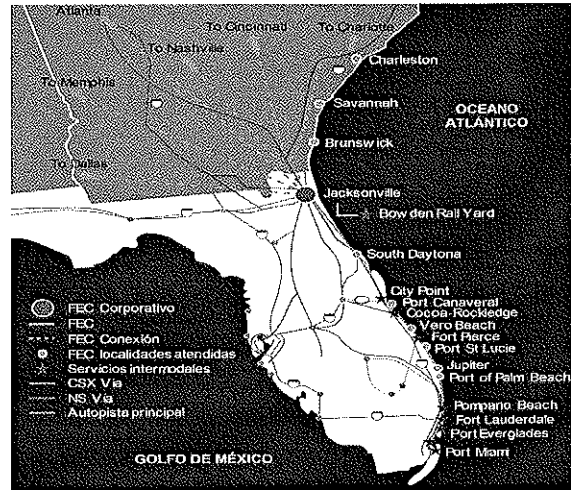 Atlanta
To Cincinnati
To Charlotte
To Nashville
Charleston
To Memphis
Savannah
OCEANO
ATLÁNTICO
Brunswick
To Dallas
Jacksonville
Bowden Rail Yard
South Daytona
City Point
Port Canaveral
Cocoa-Rockledge
Vero Beach
Fort Pierce
Port St Lucie
Jupiter
Port of Palm Beach
Pompano Beach
Fort Lauderdale
Port Everglades
Port Miami
FEC Corporativo
FEC
FEC Conexión
FEC localidades atendidas
Servicios intermodales
CSX Vía
NS Vía
Autopista principal
GOLFO DE MÉXICO